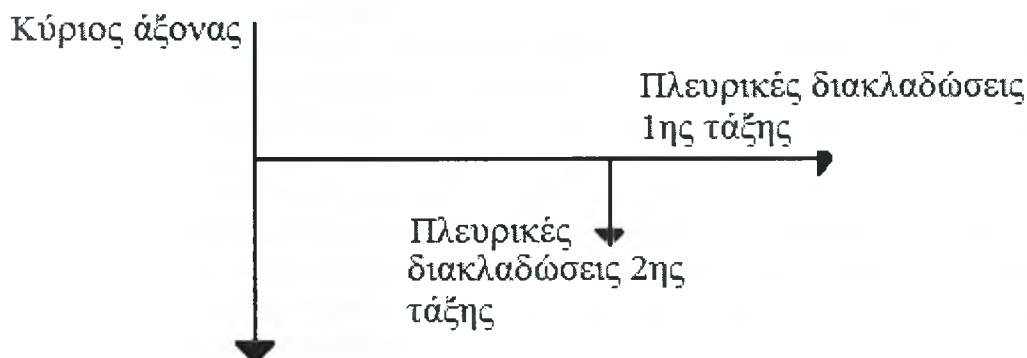 Κύριος άξονας
Πλευρικές διακλαδώσεις
1ης τάξης
Πλευρικές
διακλαδώσεις 2ης
τάξης